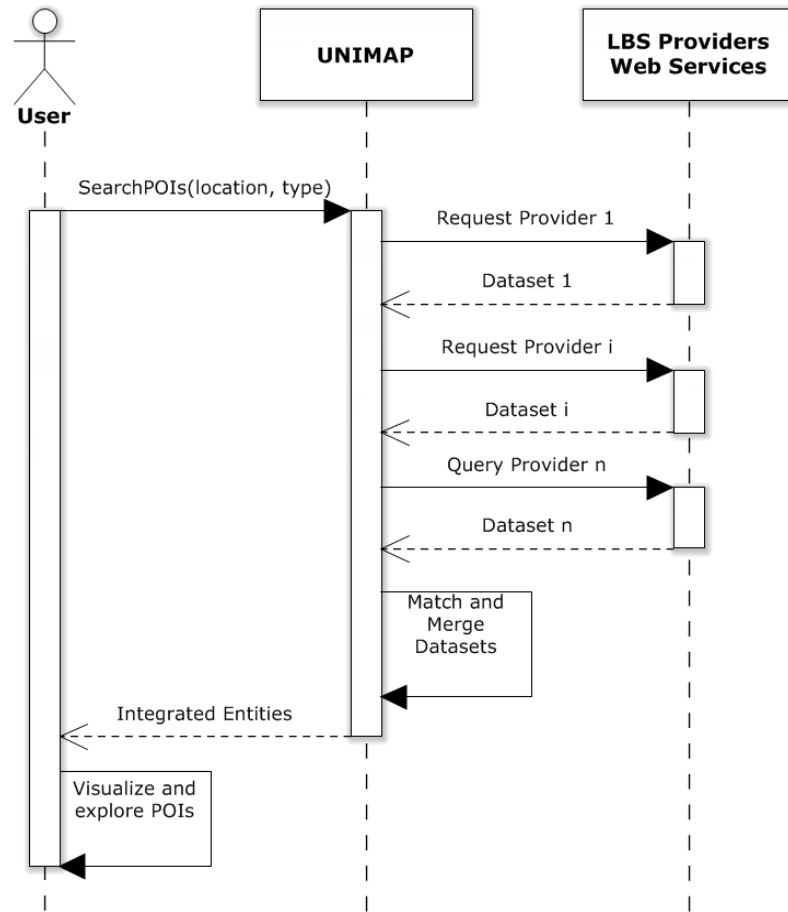 UNIMAP
LBS Providers
Web Services
User
SearchPOIs(location, type)
Request Provider 1
Dataset 1
Request Provider i
Dataset i
Query Provider n
Dataset n
Match and
Merge
Datasets
Integrated Entities
Visualize and
explore POIs